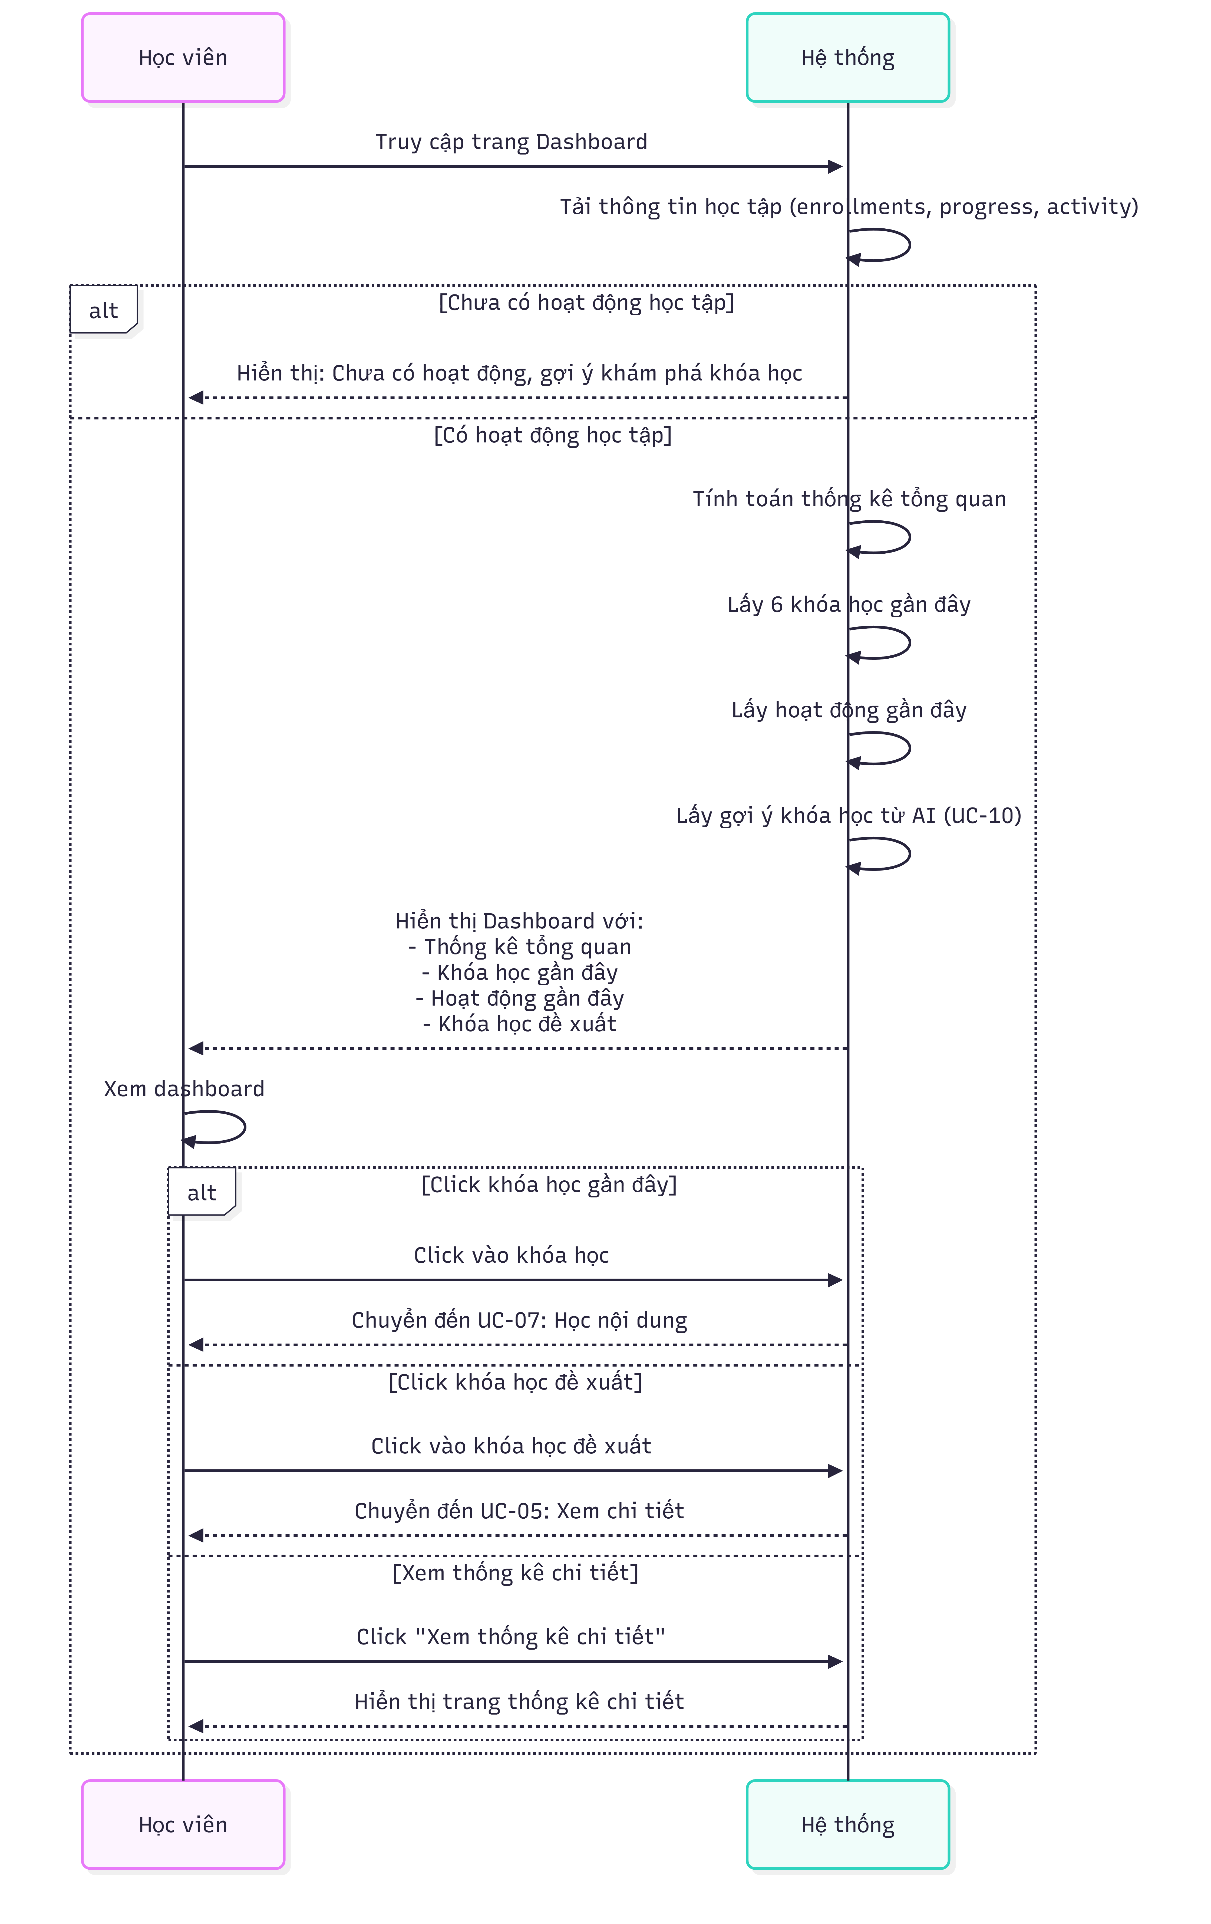 Học viên
Hệ thống
Truy cập trang Dashboard
Tải thông tin học tập (enrollments, progress, activity)
alt
[Chưa có hoạt động học tập]
Hiển thị: Chưa có hoạt động, gợi ý khám phá khóa học
[Có hoạt động học tập]
Tính toán thống kê tổng quan
Lấy 6 khóa học gần đây
Lấy hoạt động gần đây
Lấy gợi ý khóa học từ AI (UC-10)
Hiển thị Dashboard với:
- Thống kê tổng quan
- Khóa học gần đây
- Hoạt động gần đây
- Khóa học đề xuất
Xem dashboard
alt
[Click khóa học gần đây]
Click vào khóa học
Chuyển đến UC-07: Học nội dung
[Click khóa học đề xuất]
Click vào khóa học đề xuất
Chuyển đến UC-05: Xem chi tiết
[Xem thống kê chi tiết]
Click "Xem thống kê chi tiết"
Hiển thị trang thống kê chi tiết
Học viên
Hệ thống